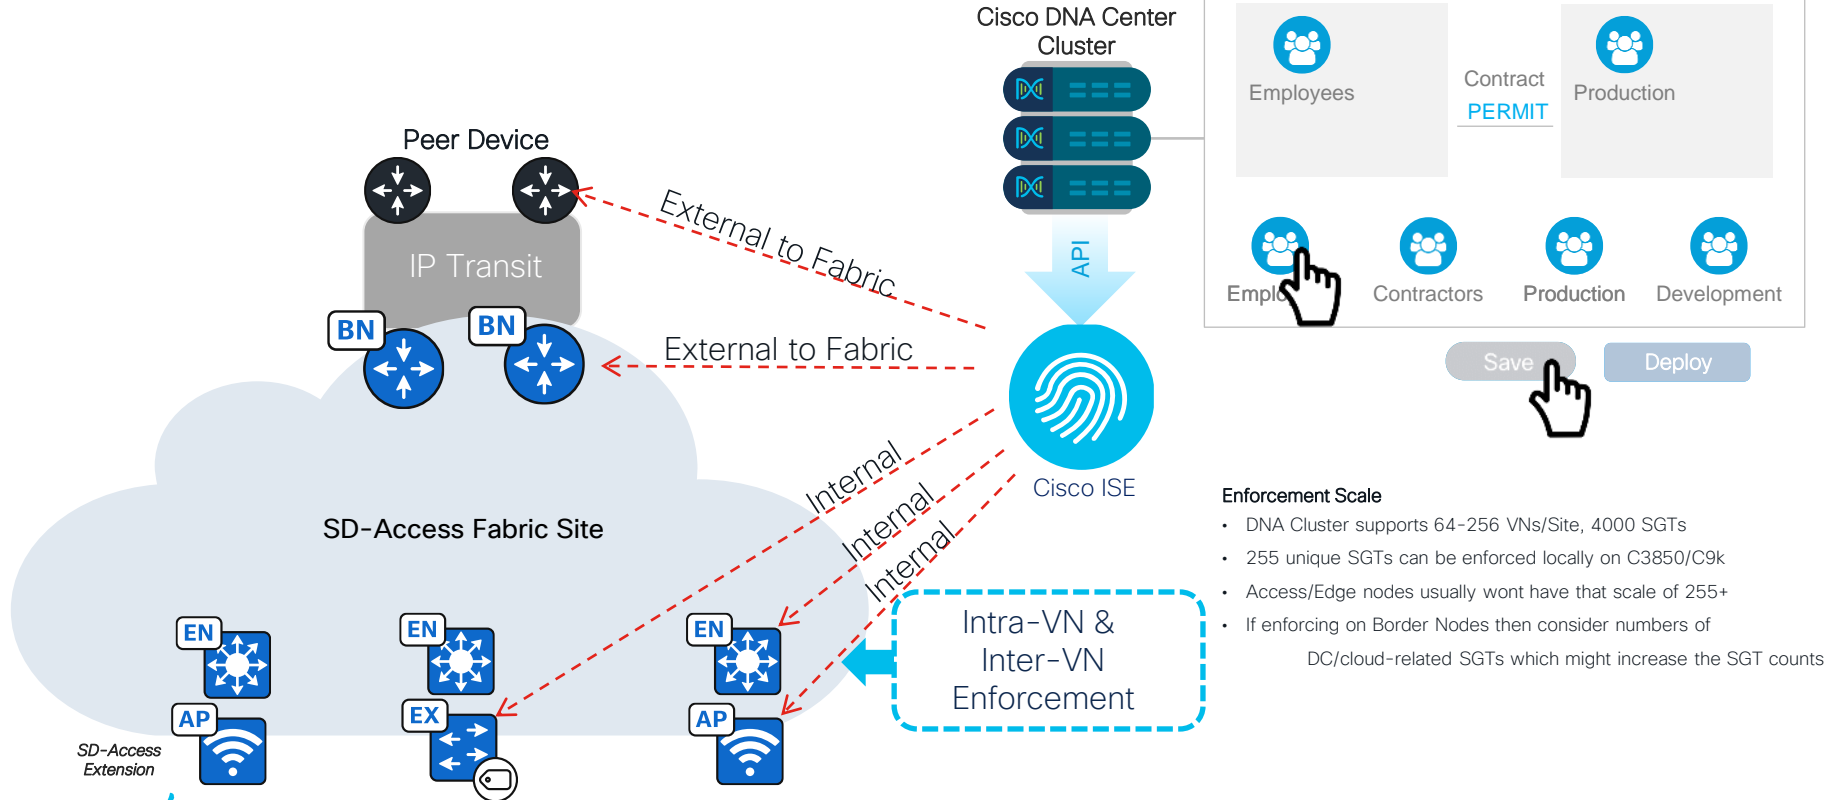 Cisco DNA Center
Cluster
Employees
Contract
PERMIT
Production
Peer Device
External to Fabric
API
IP Transit
BN
BN
External to Fabric
Contractors
Production
Development
Save
Deploy
Internal
Internal
Internal
Cisco ISE
SD-Access Fabric Site
Enforcement Scale
• DNA Cluster supports 64-256 VNs/Site, 4000 SGTs
• 255 unique SGTs can be enforced locally on C3850/C9k
• Access/Edge nodes usually wont have that scale of 255+
• If enforcing on Border Nodes then consider numbers of
DC/cloud-related SGTs which might increase the SGT counts
Intra-VN &
Inter-VN
Enforcement
EN
EN
EN
AP
EX
AP
SD-Access
Extension